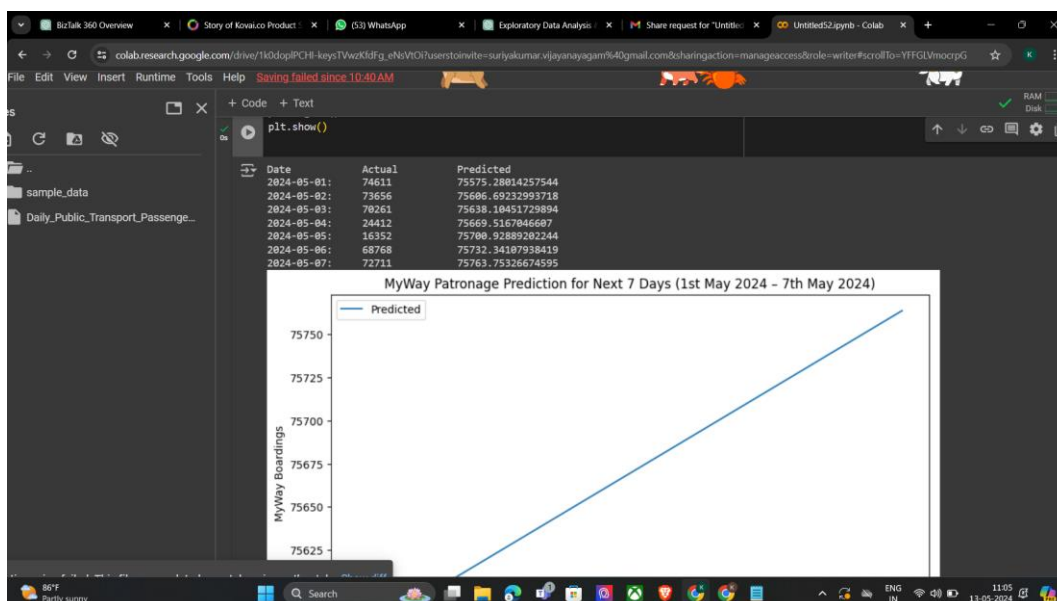 BizTalk 360 Overview
Story of Kovai.co Product
(53) WhatsApp
Exploratory Data Analysis /
Share request for "Untitled
Untitled52.ipynb - Colab
colab.research.google.com/drive/
File Edit View Insert Runtime Tools Help Saving failed since 10:40 AM
+ Code + Text
RAM
Disk
plt.show()
0s
..
sample_data
Daily_Public_Transport_Passenge...
Date Actual Predicted
2024-05-01: 74611 75575.28014257544
2024-05-02: 73656 75606.69232993718
2024-05-03: 70261 75638.10451729894
2024-05-04: 24412 75669.5167046607
2024-05-05: 16352 75700.92889202244
2024-05-06: 68768 75732.34107938419
2024-05-07: 72711 75763.75326674595
MyWay Patronage Prediction for Next 7 Days (1st May 2024 – 7th May 2024)
Predicted
75750
75725
75700
75675
75650
75625
MyWay Boardings
86°F
Partly sunny
Search
ENG
IN
11:05
13-05-2024